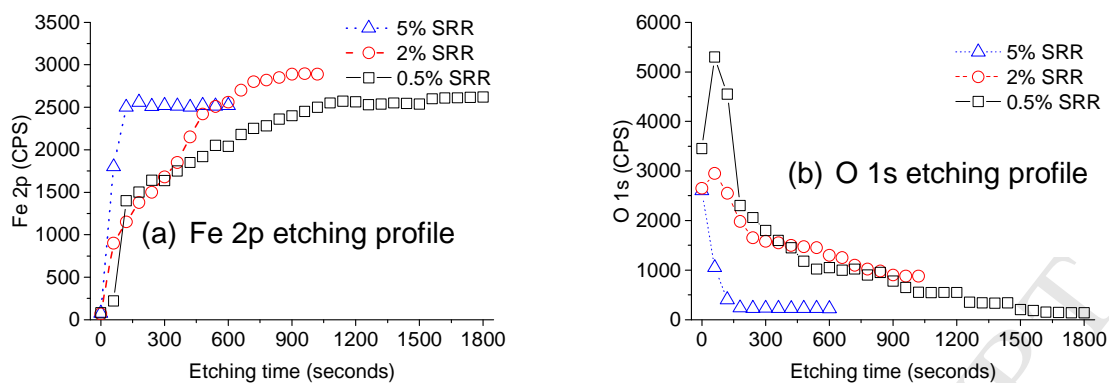 3500
3000
2500
2000
1500
1000
500
0
Fe 2p (CPS)
5% SRR
2% SRR
0.5% SRR
(a) Fe 2p etching profile
0 300 600 900 1200 1500 1800
Etching time (seconds)
6000
5000
4000
3000
2000
1000
0
O 1s (CPS)
5% SRR
2% SRR
0.5% SRR
(b) O 1s etching profile
0 300 600 900 1200 1500 1800
Etching time (seconds)
PT